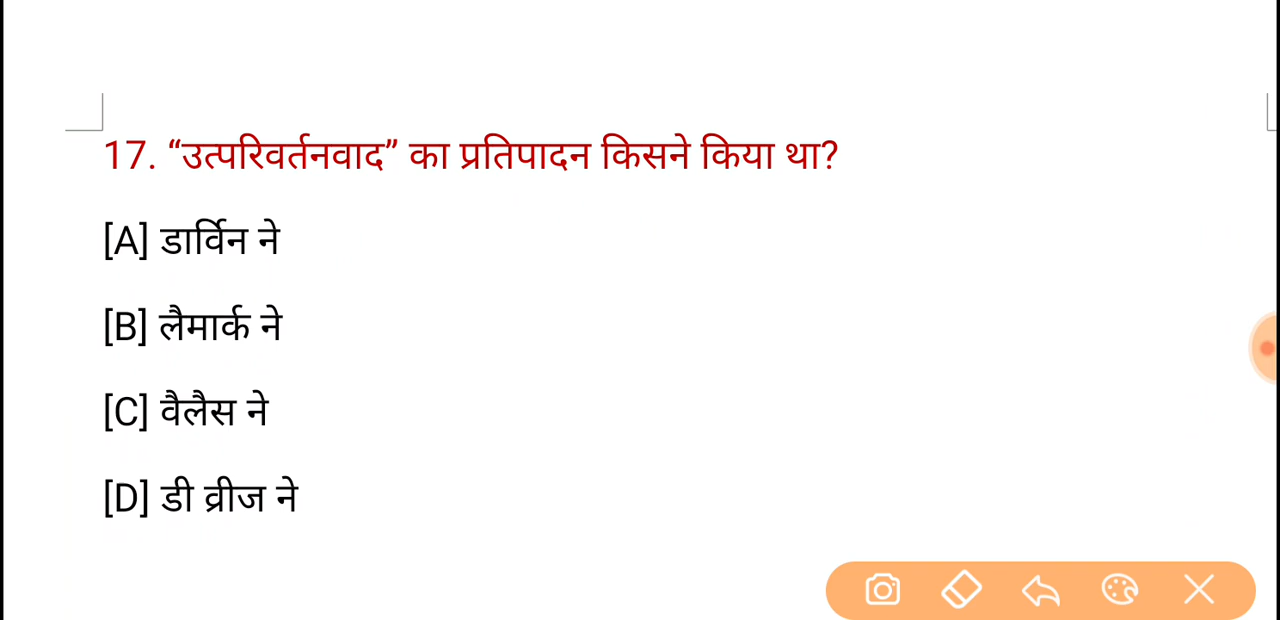 17. “उत्परिवर्तनवाद” का प्रतिपादन किसने किया था?
[A] डार्विन ने
[B] लैमार्क ने
[C] वैलैस ने
[D] डी व्रीज ने